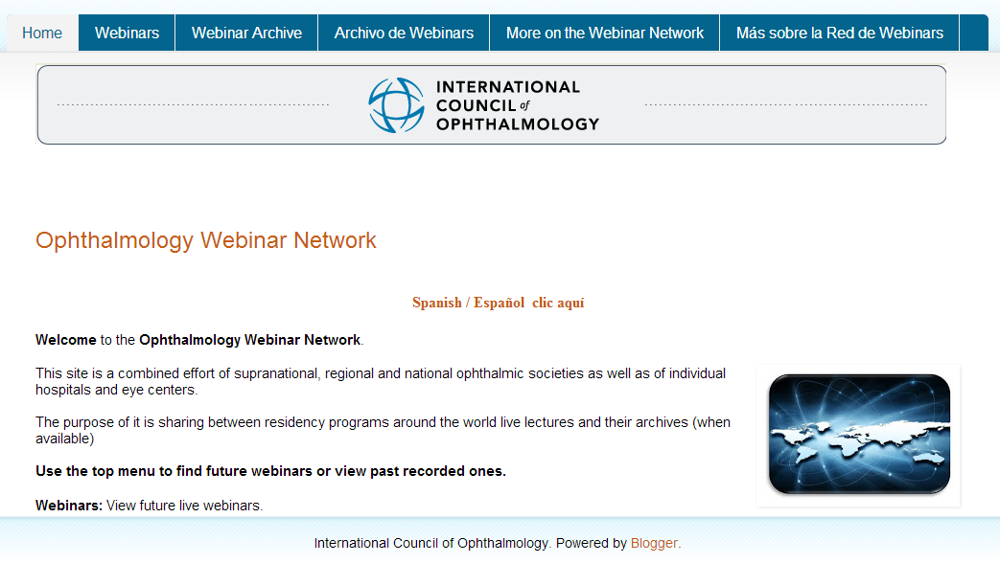 Home Webinars Webinar Archive Archivo de Webinars More on the Webinar Network Más sobre la Red de Webinars
INTERNATIONAL
COUNCIL of
OPHTHALMOLOGY
Ophthalmology Webinar Network
Spanish / Español clic aquí
Welcome to the Ophthalmology Webinar Network.
This site is a combined effort of supranational, regional and national ophthalmic societies as well as of individual
hospitals and eye centers.
The purpose of it is sharing between residency programs around the world live lectures and their archives (when
available)
Use the top menu to find future webinars or view past recorded ones.
Webinars: View future live webinars.
International Council of Ophthalmology. Powered by Blogger.